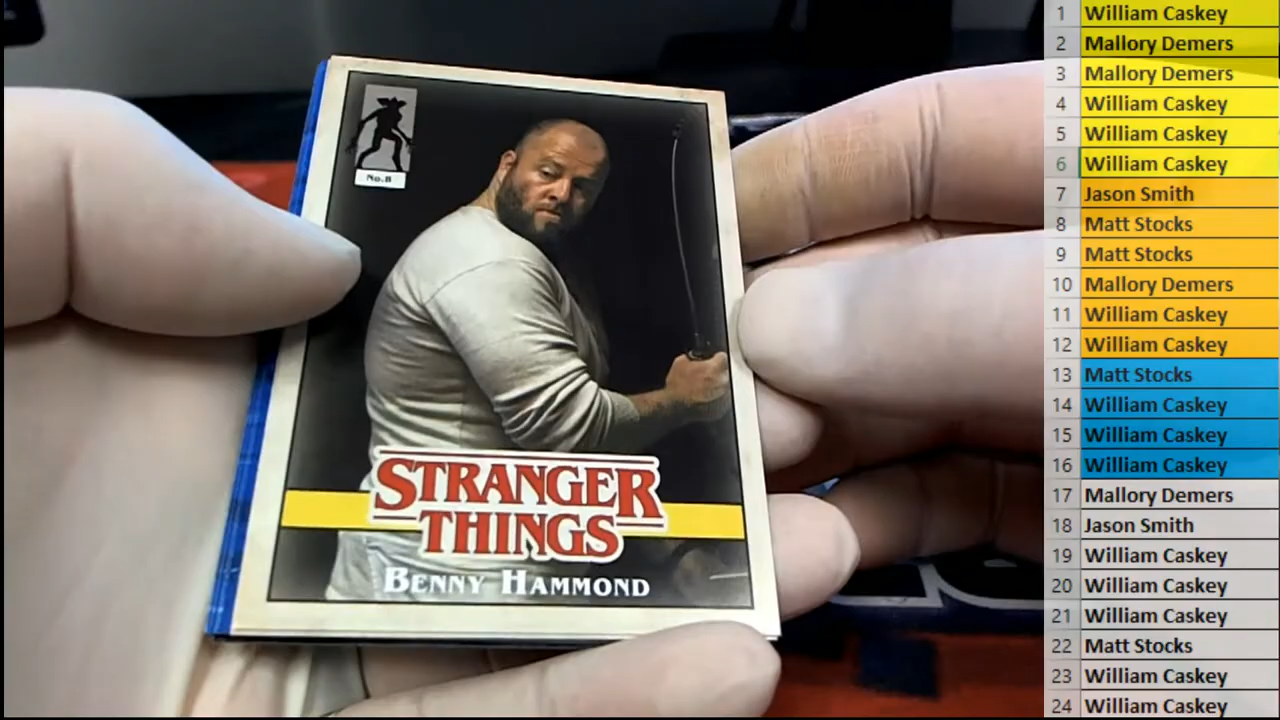 No.8
STRANGER
THINGS
BENNY HAMMOND
1 William Caskey
2 Mallory Demers
3 Mallory Demers
4 William Caskey
5 William Caskey
6 William Caskey
7 Jason Smith
8 Matt Stocks
9 Matt Stocks
10 Mallory Demers
11 William Caskey
12 William Caskey
13 Matt Stocks
14 William Caskey
15 William Caskey
16 William Caskey
17 Mallory Demers
18 Jason Smith
19 William Caskey
20 William Caskey
21 William Caskey
22 Matt Stocks
23 William Caskey
24 William Caskey